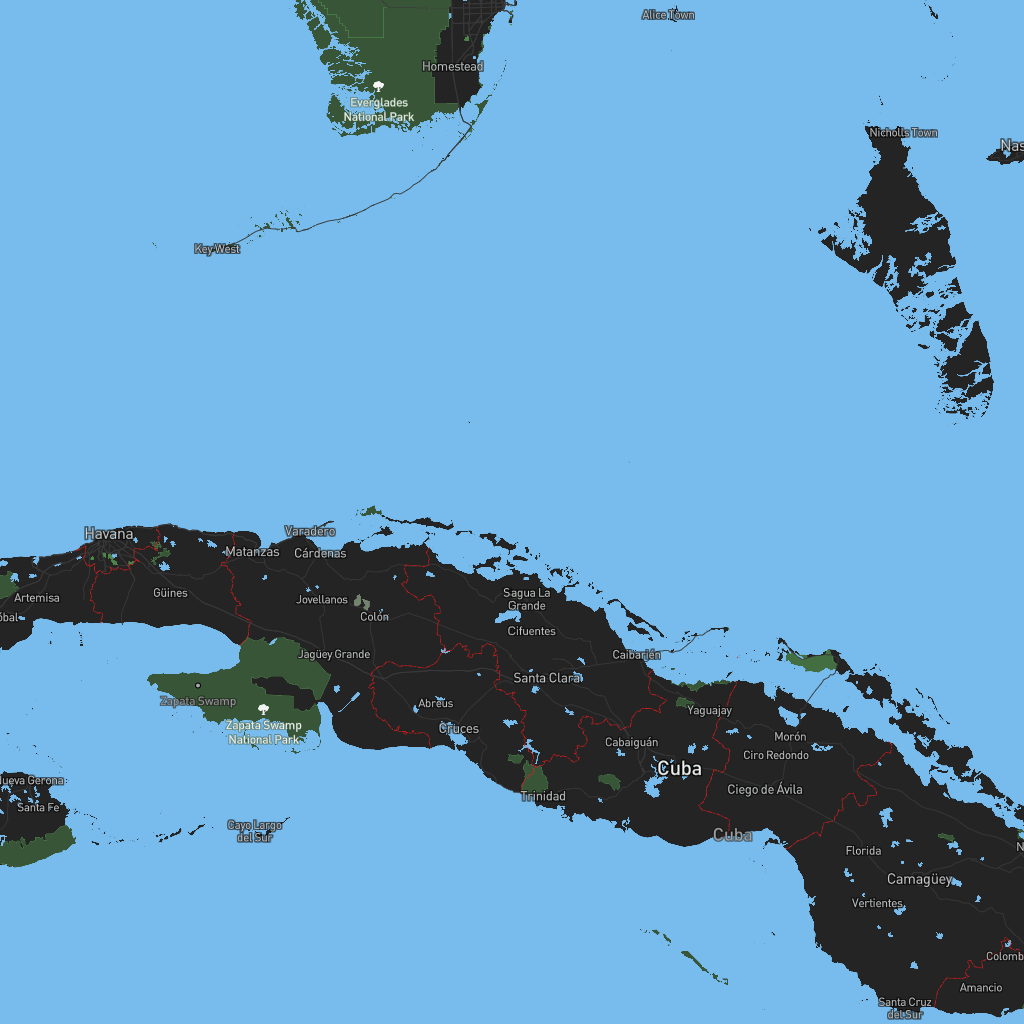 Alice Town
Homestead
Everglades
National Park
Nicholls Town
Nas
Key West
Havana
Varadero
Matanzas
Cárdenas
Artemisa
Güines
Jovellanos
Colón
Sagua La
Grande
Cifuentes
óbal
Jagüey Grande
Caibarién
Santa Clara
Zapata Swamp
Zapata Swamp
National Park
Abreus
Cruces
Yaguajay
Cabaiguán
Morón
Ciro Redondo
Cuba
Nueva Gerona
Santa Fe
Trinidad
Ciego de Ávila
Cayo Largo
del Sur
Cuba
Florida
N
Camagüey
Vertientes
Colomb
Amancio
Santa Cruz
del Sur